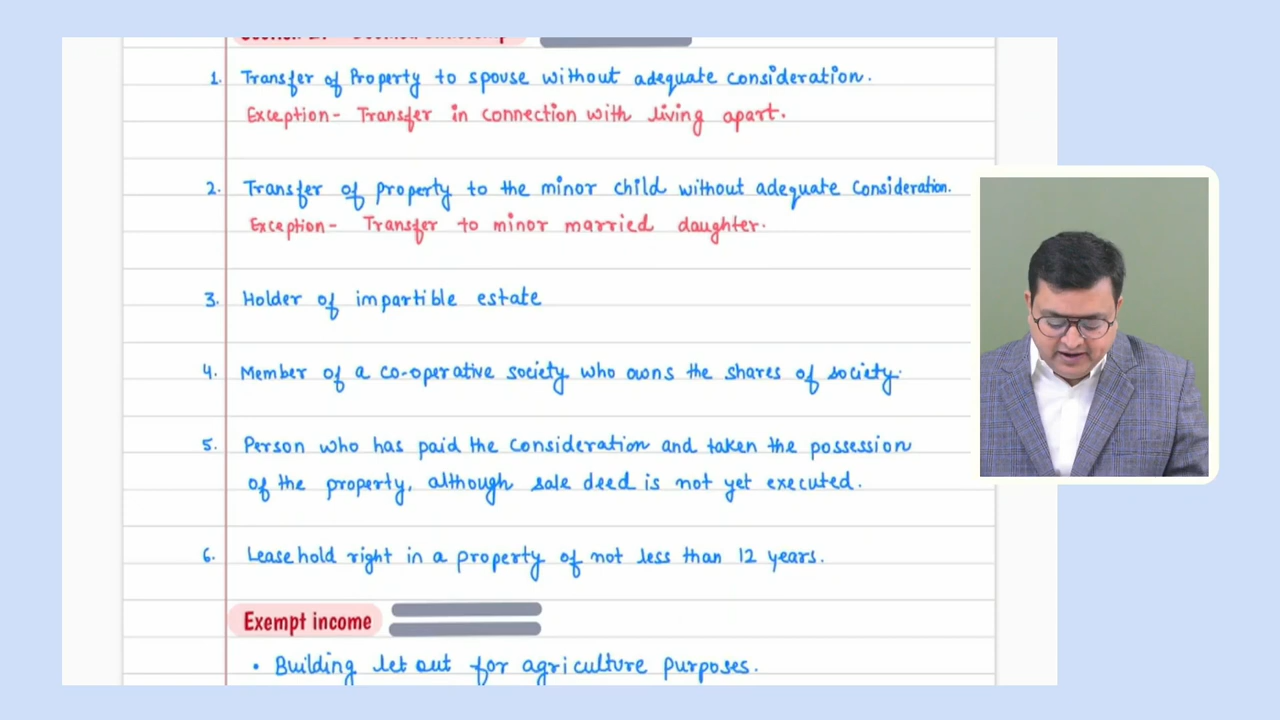 1. Transfer of Property to spouse without adequate consideration.
Exception- Transfer in connection with living apart.
2. Transfer of property to the minor child without adequate Consideration.
Exception- Transfer to minor married daughter.
3. Holder of impartible estate
4. Member of a co-operative society who owns the shares of society.
5. Person who has paid the Consideration and taken the possession
of the property, although sale deed is not yet executed.
6. Lease hold right in a property of not less than 12 years.
Exempt income
• Building let out for agriculture purposes.